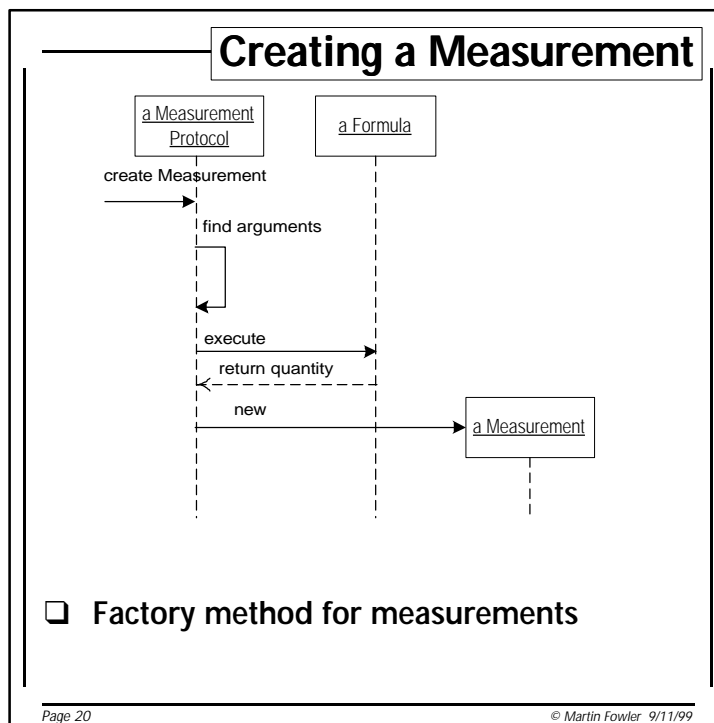 Creating a Measurement
a Measurement
Protocol
a Formula
create Measurement
find arguments
execute
return quantity
new
a Measurement
❑ Factory method for measurements
Page 20
© Martin Fowler 9/11/99